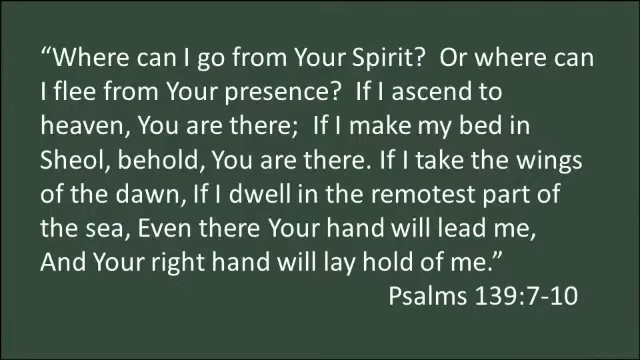 “Where can I go from Your Spirit?  Or where can
I flee from Your presence?  If I ascend to
heaven, You are there;  If I make my bed in
Sheol, behold, You are there. If I take the wings
of the dawn, If I dwell in the remotest part of
the sea, Even there Your hand will lead me,
And Your right hand will lay hold of me.”
Psalms 139:7-10